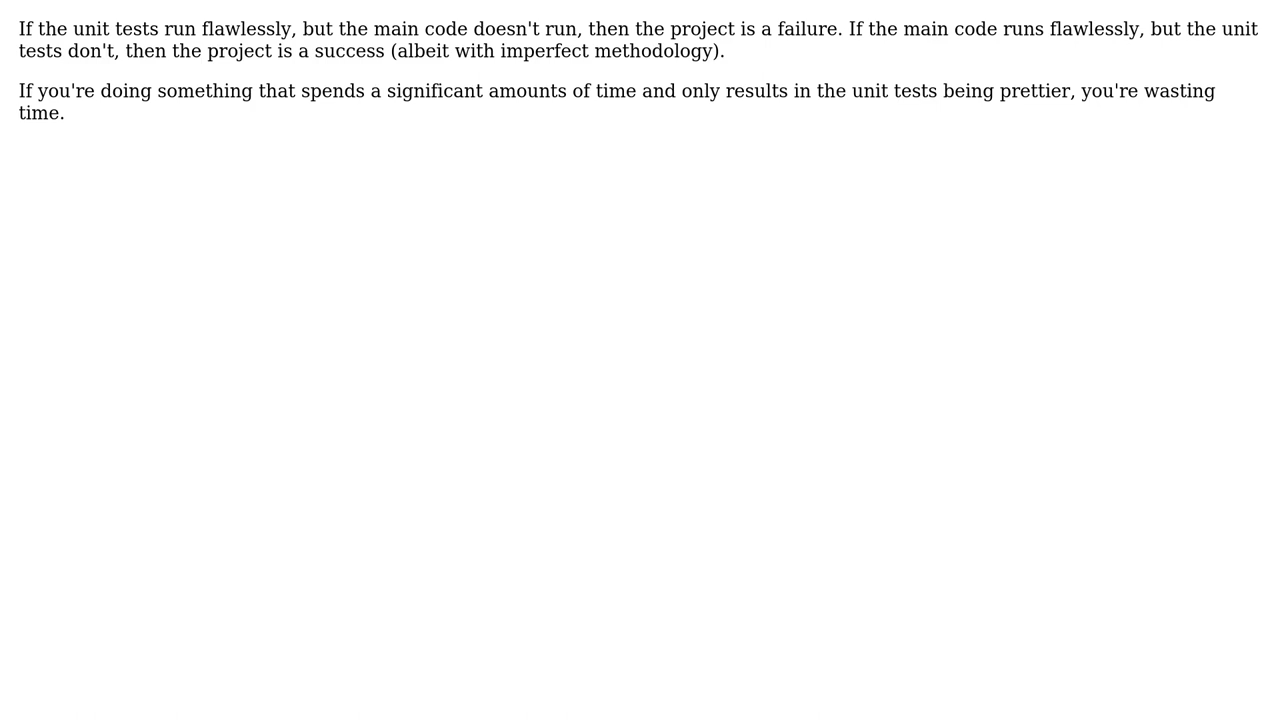 If the unit tests run flawlessly, but the main code doesn't run, then the project is a failure. If the main code runs flawlessly, but the unit
tests don't, then the project is a success (albeit with imperfect methodology).
If you're doing something that spends a significant amounts of time and only results in the unit tests being prettier, you're wasting
time.